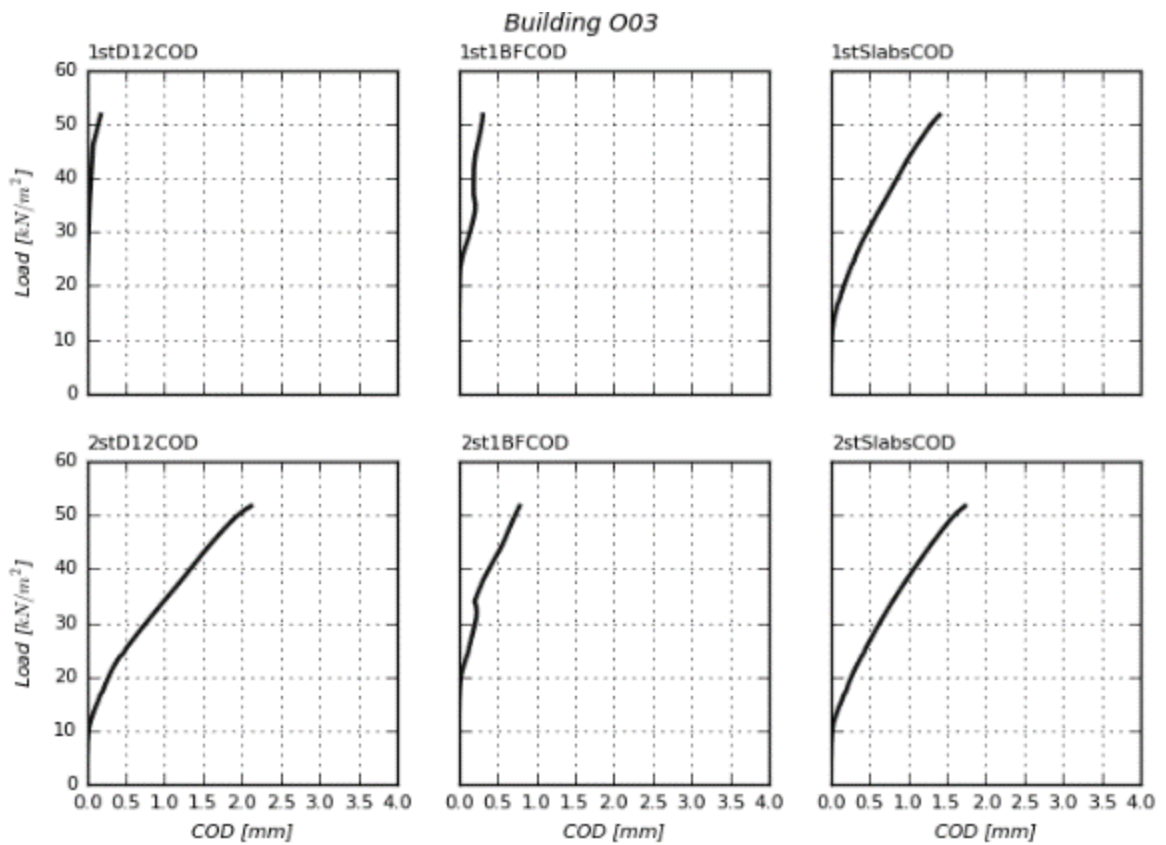 Building O03
1stD12COD
1st1BFCOD
1stSlabsCOD
60
50
40
30
20
10
0
Load [kN/m²]
2stD12COD
2st1BFCOD
2stSlabsCOD
60
50
40
30
20
10
0
Load [kN/m²]
0.0 0.5 1.0 1.5 2.0 2.5 3.0 3.5 4.0
0.0 0.5 1.0 1.5 2.0 2.5 3.0 3.5 4.0
0.0 0.5 1.0 1.5 2.0 2.5 3.0 3.5 4.0
COD [mm]
COD [mm]
COD [mm]